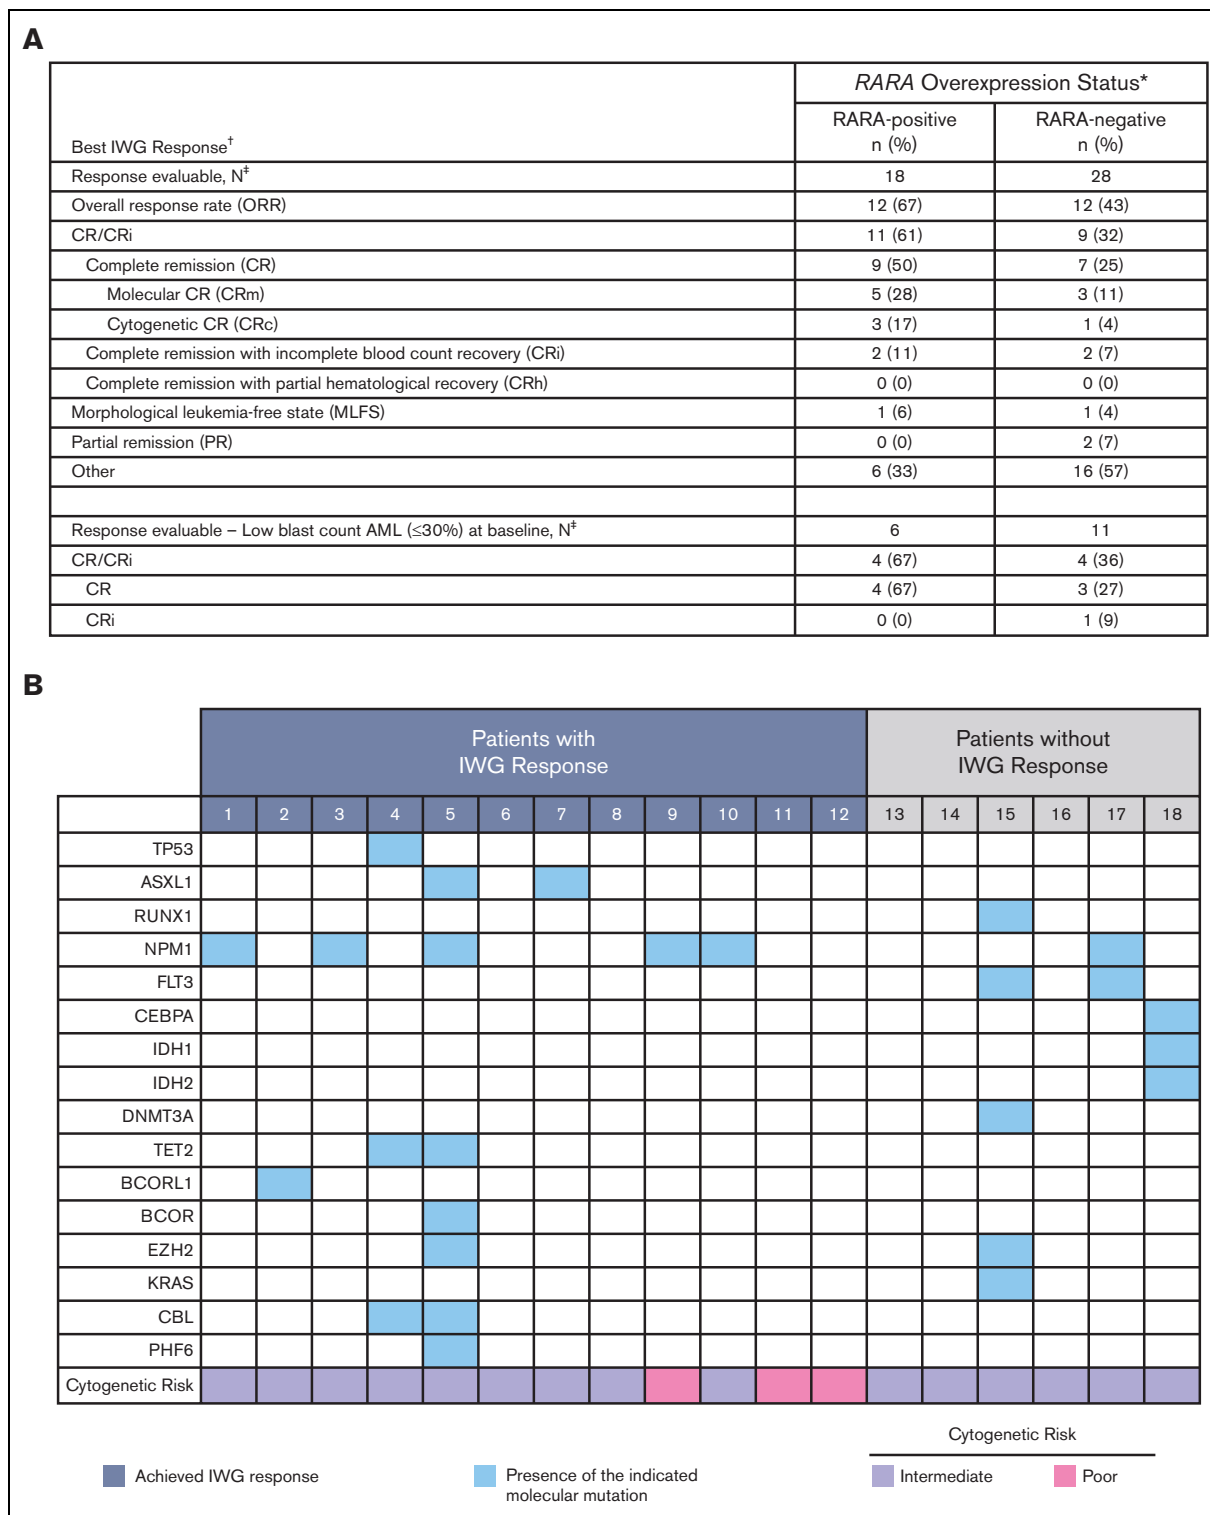 A
RARA Overexpression Status*
Best IWG Response†
RARA-positive
n (%)
RARA-negative
n (%)
Response evaluable, N‡ 18 28
Overall response rate (ORR) 12 (67) 12 (43)
CR/CRi 11 (61) 9 (32)
Complete remission (CR) 9 (50) 7 (25)
Molecular CR (CRm) 5 (28) 3 (11)
Cytogenetic CR (CRc) 3 (17) 1 (4)
Complete remission with incomplete blood count recovery (CRi) 2 (11) 2 (7)
Complete remission with partial hematological recovery (CRh) 0 (0) 0 (0)
Morphological leukemia-free state (MLFS) 1 (6) 1 (4)
Partial remission (PR) 0 (0) 2 (7)
Other 6 (33) 16 (57)
Response evaluable – Low blast count AML (≤30%) at baseline, N‡ 6 11
CR/CRi 4 (67) 4 (36)
CR 4 (67) 3 (27)
CRi 0 (0) 1 (9)
B
Patients with
IWG Response
Patients without
IWG Response
1 2 3 4 5 6 7 8 9 10 11 12 13 14 15 16 17 18
TP53
ASXL1
RUNX1
NPM1
FLT3
CEBPA
IDH1
IDH2
DNMT3A
TET2
BCORL1
BCOR
EZH2
KRAS
CBL
PHF6
Cytogenetic Risk
Cytogenetic Risk
Achieved IWG response
Presence of the indicated
molecular mutation
Intermediate
Poor